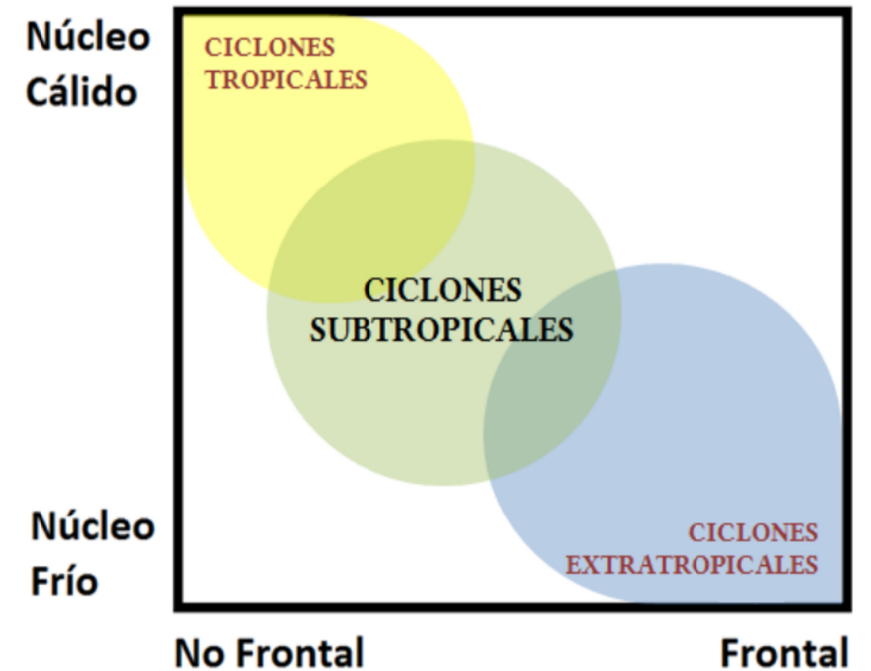 Núcleo
Cálido
CICLONES
TROPICALES
CICLONES
SUBTROPICALES
Núcleo
Frío
CICLONES
EXTRATROPICALES
No Frontal
Frontal